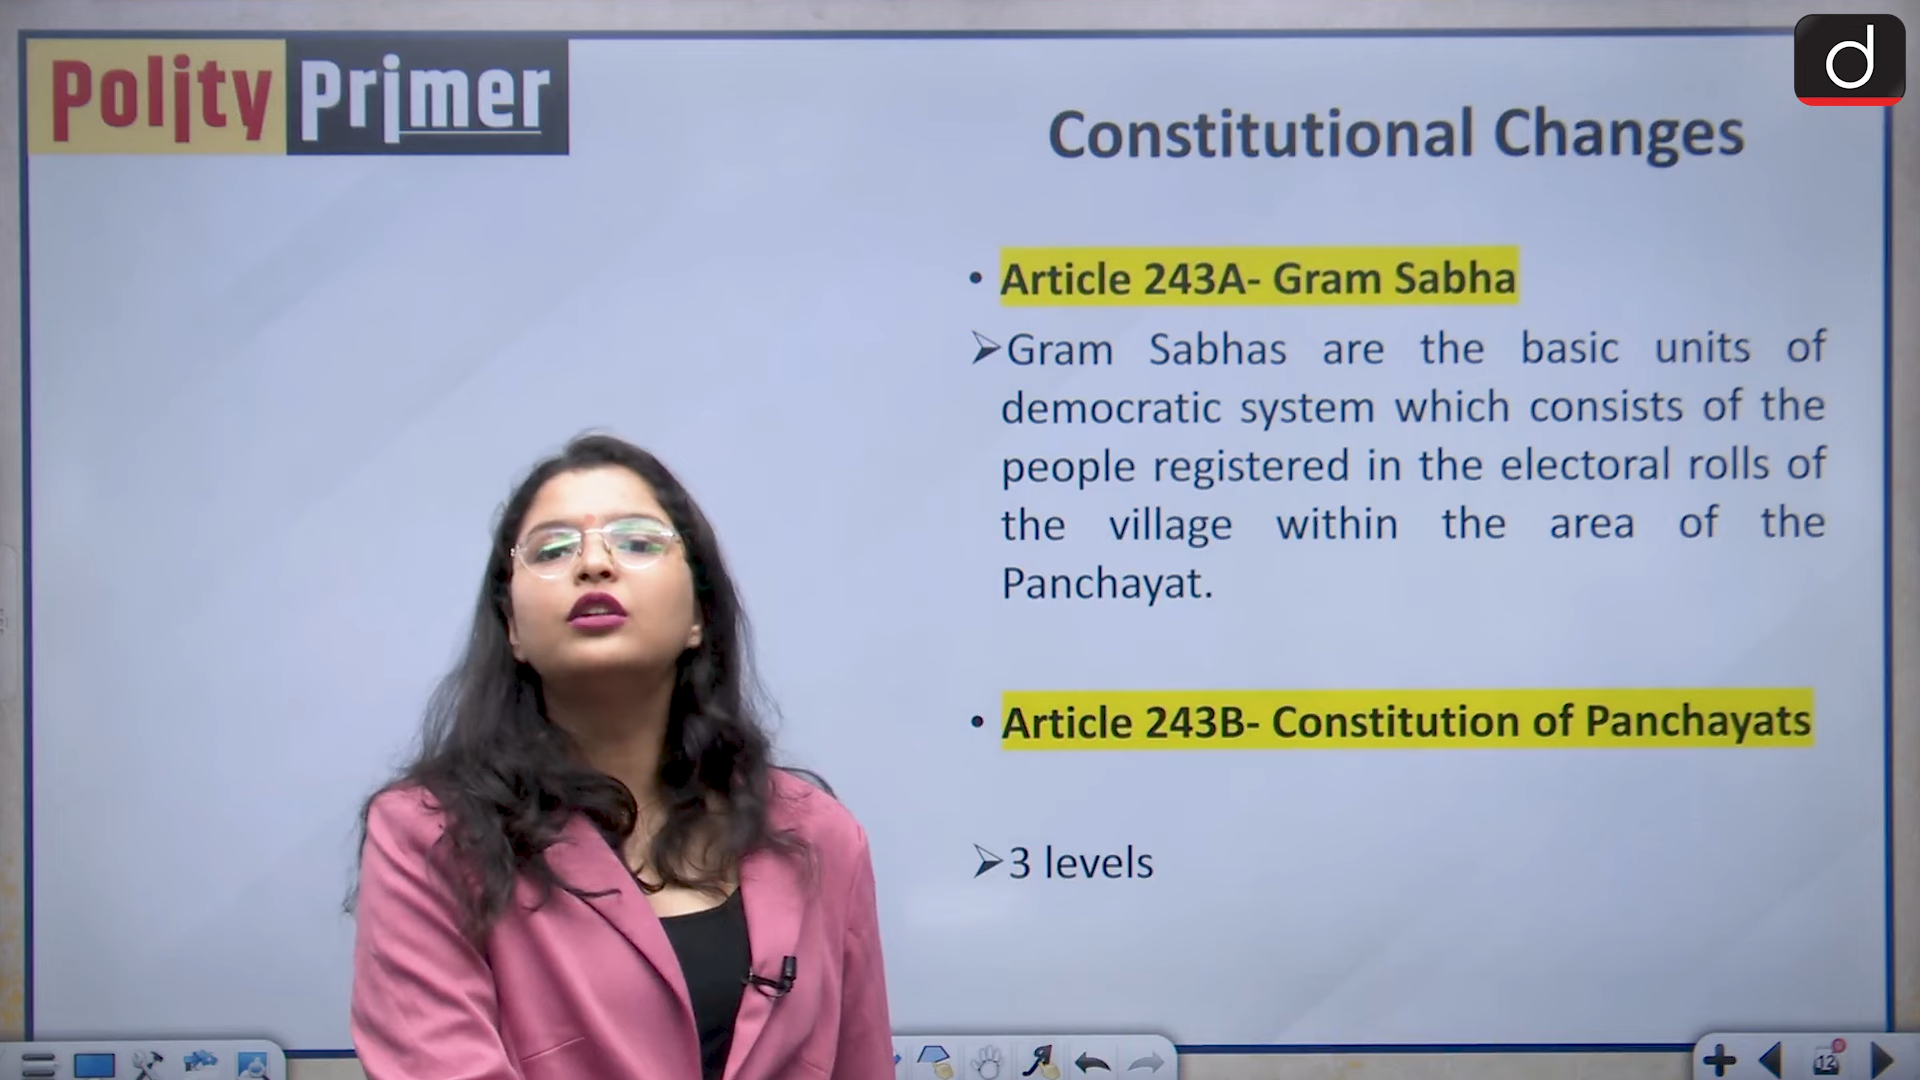 Polity Primer
d
Constitutional Changes
• Article 243A- Gram Sabha
➢Gram Sabhas are the basic units of
democratic system which consists of the
people registered in the electoral rolls of
the village within the area of the
Panchayat.
• Article 243B- Constitution of Panchayats
➢3 levels
12